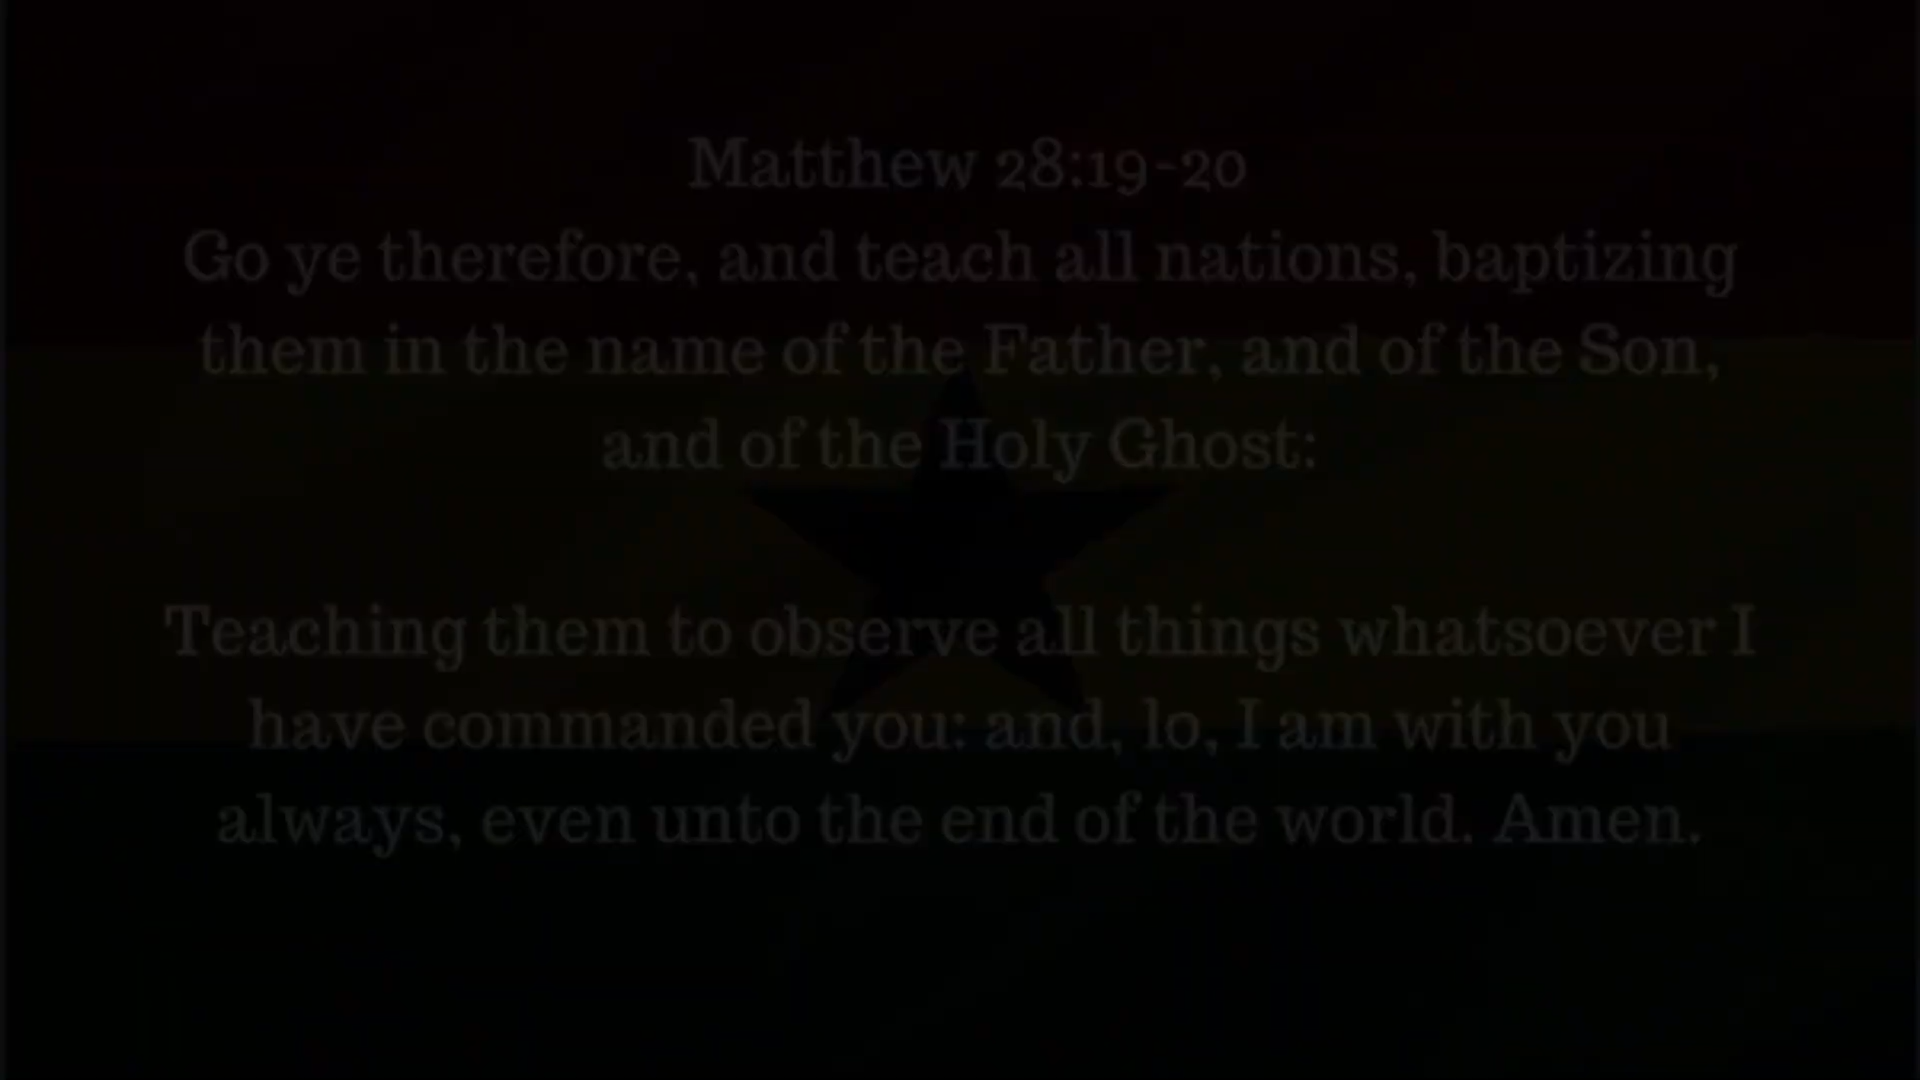 Matthew 28:19-20
Go ye therefore, and teach all nations, baptizing
them in the name of the Father, and of the Son,
and of the Holy Ghost:
Teaching them to observe all things whatsoever I
have commanded you: and, lo, I am with you
always, even unto the end of the world. Amen.